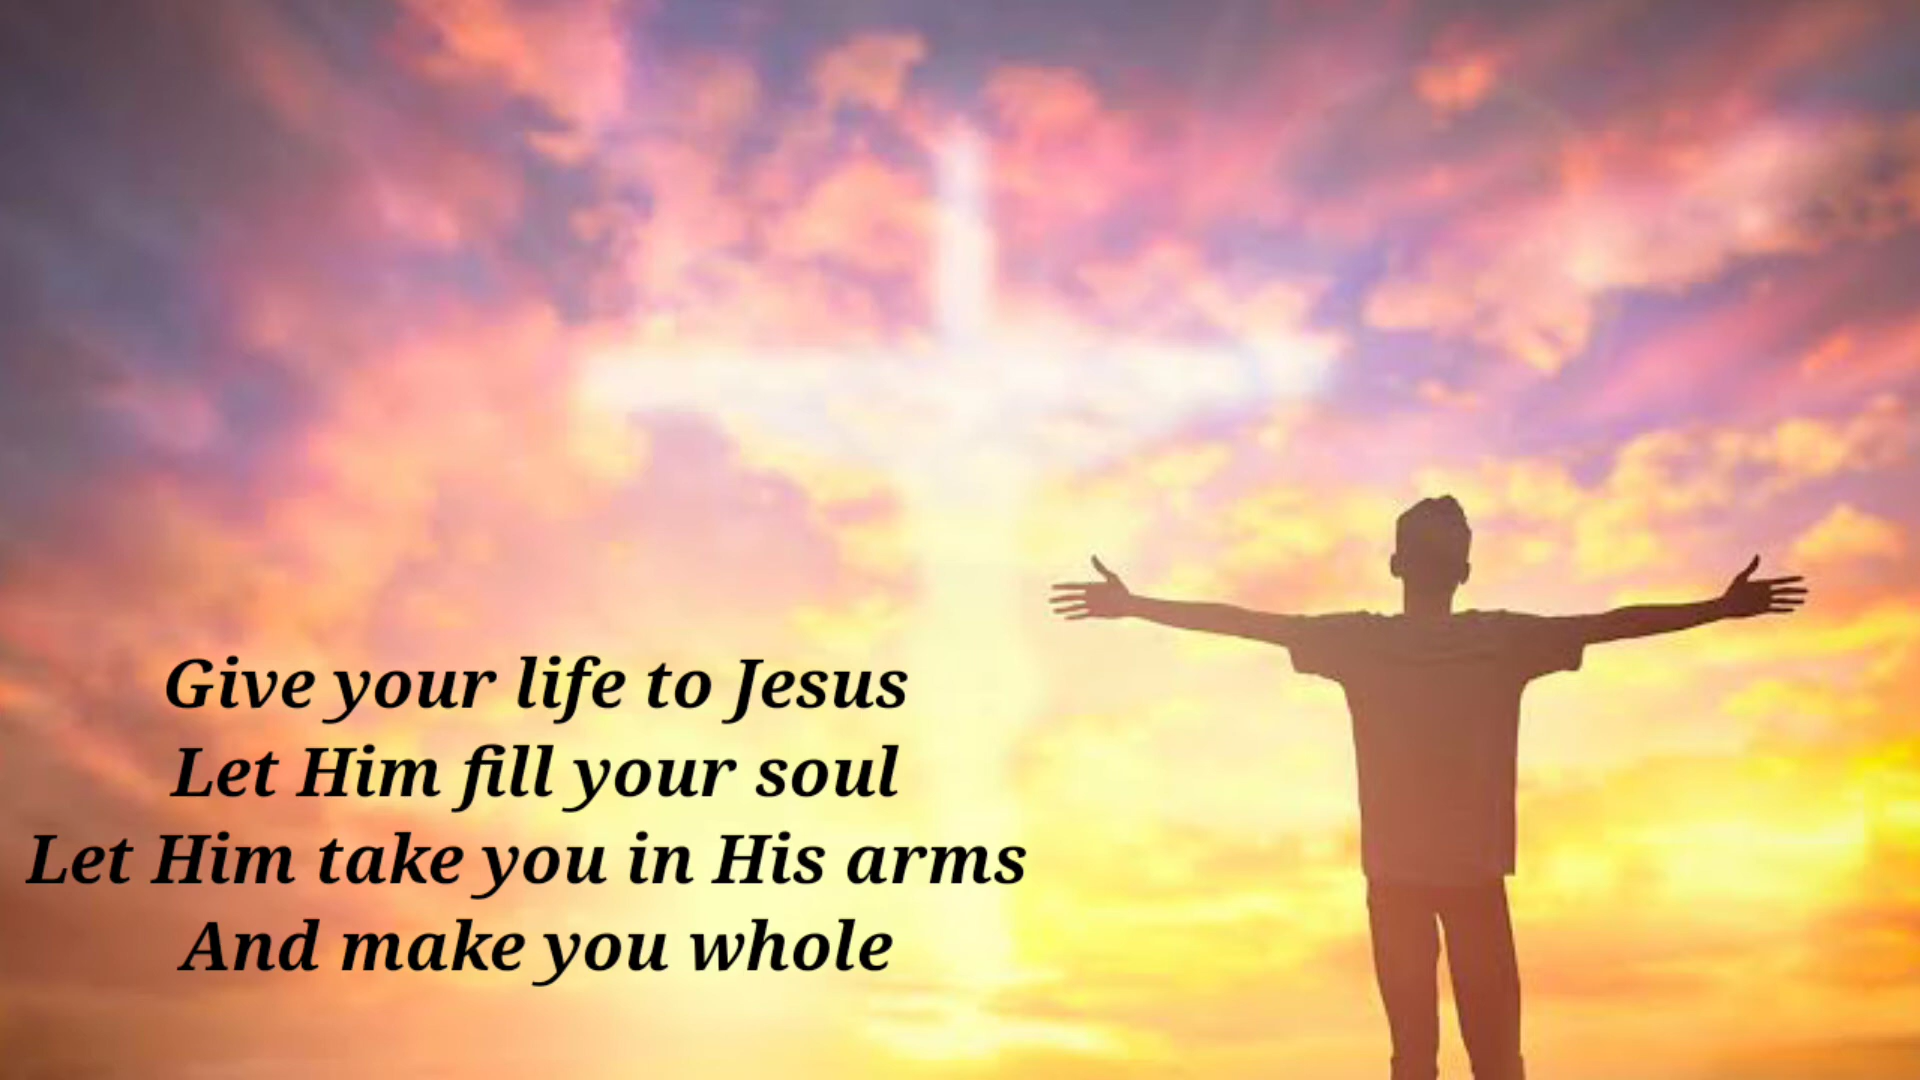 Give your life to Jesus
Let Him fill your soul
Let Him take you in His arms
And make you whole